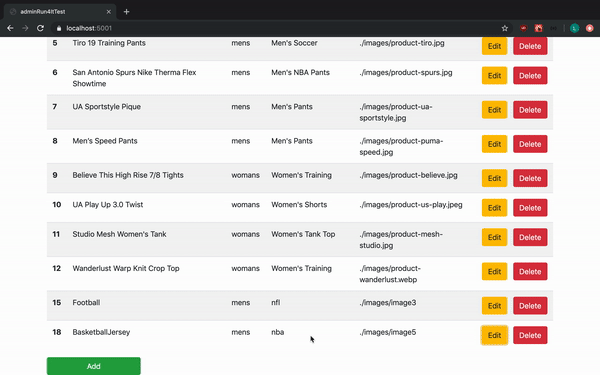 adminRun4ItTest
localhost:5001
5 Tiro 19 Training Pants mens Men's Soccer ./images/product-tiro.jpg Edit Delete
6 San Antonio Spurs Nike Therma Flex mens Men's NBA Pants ./images/product-spurs.jpg Edit Delete
Showtime
7 UA Sportstyle Pique mens Men's Pants ./images/product-ua- Edit Delete
sportstyle.jpg
8 Men's Speed Pants mens Men's Pants ./images/product-puma- Edit Delete
speed.jpg
9 Believe This High Rise 7/8 Tights womans Women's Training ./images/product-believe.jpg Edit Delete
10 UA Play Up 3.0 Twist womans Women's Shorts ./images/product-us-play.jpeg Edit Delete
11 Studio Mesh Women's Tank womans Women's Tank Top ./images/product-mesh- Edit Delete
studio.jpg
12 Wanderlust Warp Knit Crop Top womans Women's Training ./images/product- Edit Delete
wanderlust.webp
15 Football mens nfl ./images/image3 Edit Delete
18 BasketballJersey mens nba ./images/image5 Edit Delete
Add